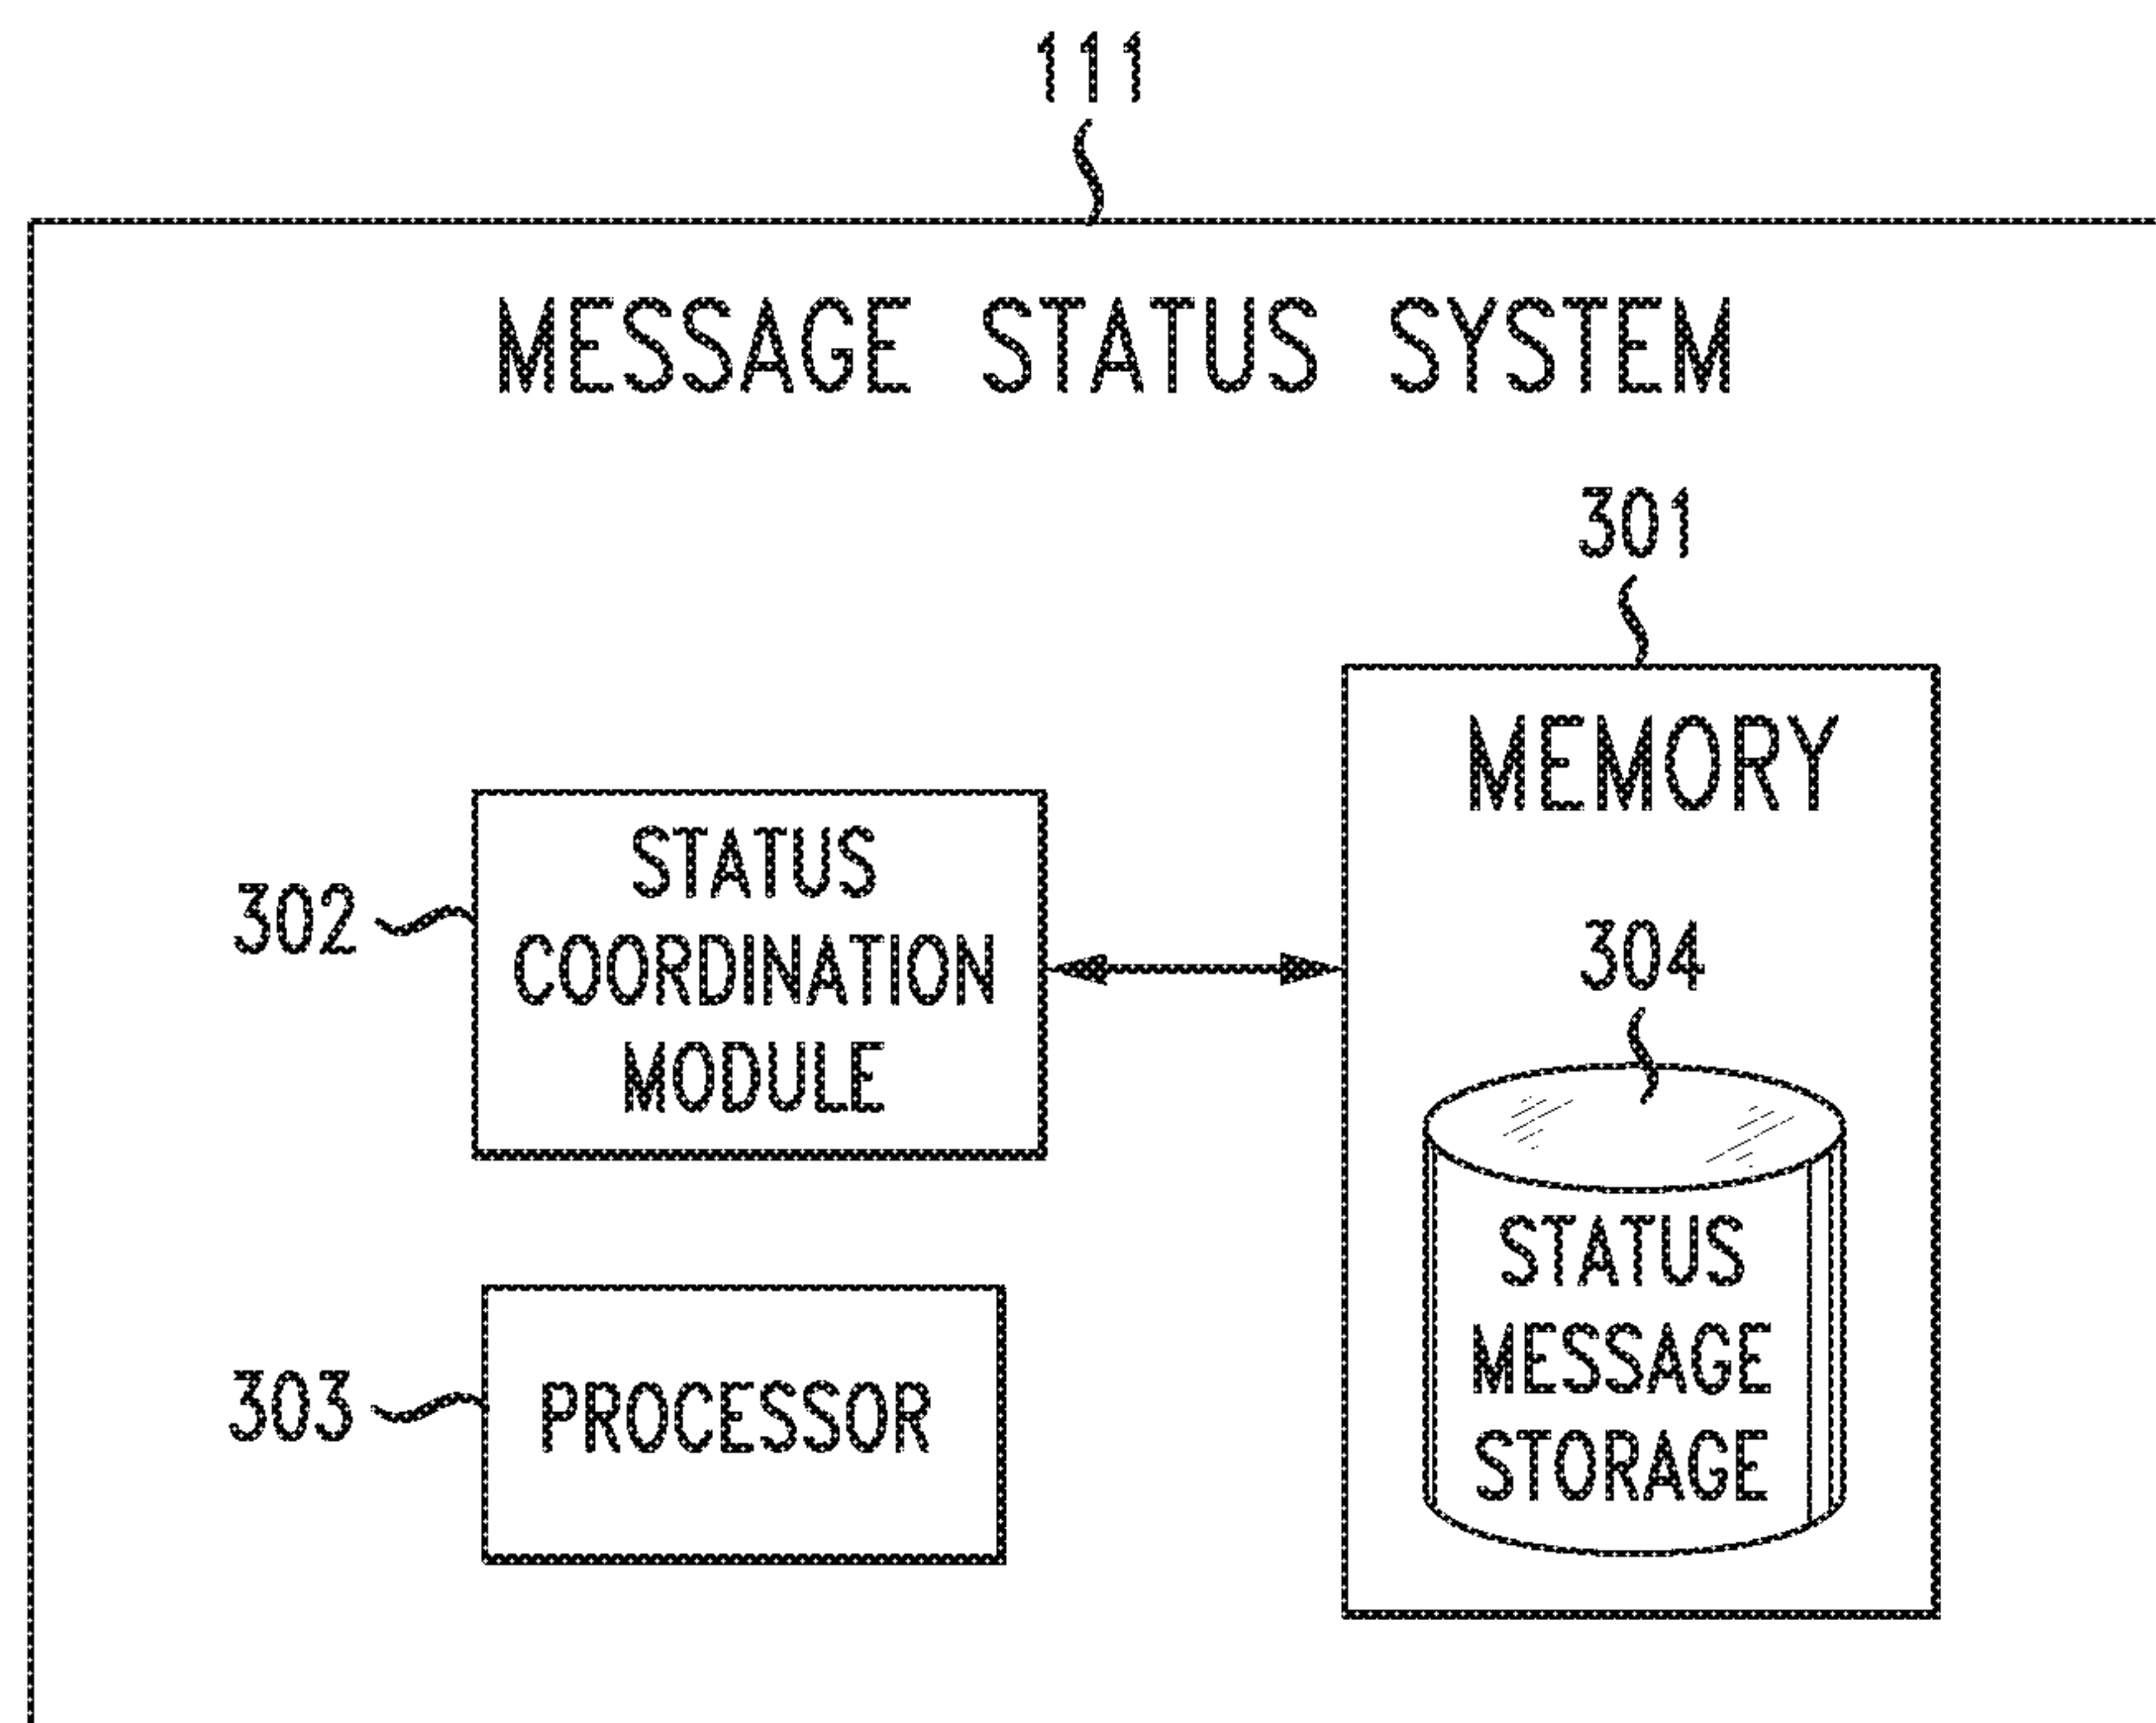 111
MESSAGE STATUS SYSTEM
301
MEMORY
302
STATUS
COORDINATION
MODULE
304
STATUS
MESSAGE
STORAGE
303
PROCESSOR